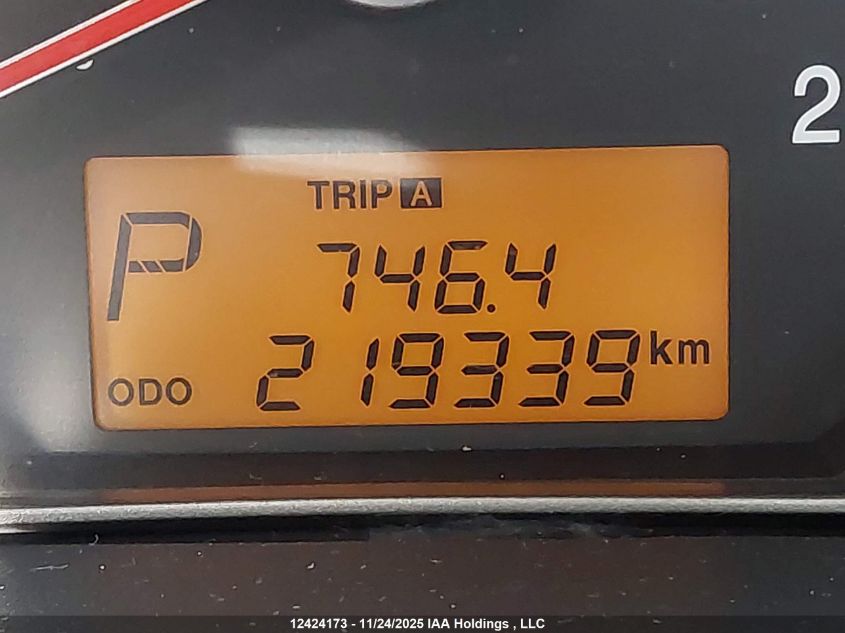 2
TRIP A
P
746.4
ODO 219339 km
12424173 - 11/24/2025 IAA Holdings , LLC